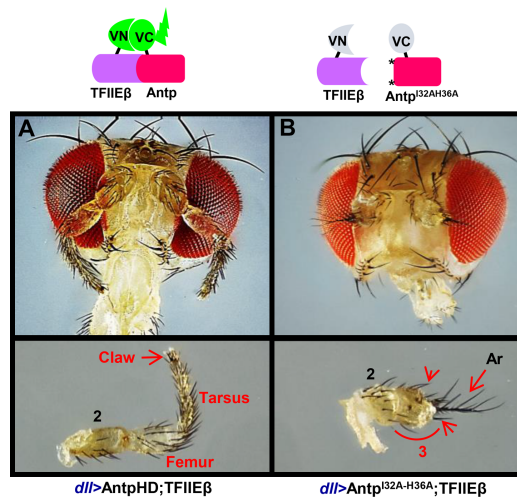 VN VC VN VC
TFIIEβ Antp TFIIEβ Antp^I32AH36A
* *
A B
Claw
2
Tarsus
Femur
2
Ar
3
dll>AntpHD;TFIIEβ dll>Antp^I32A-H36A;TFIIEβ